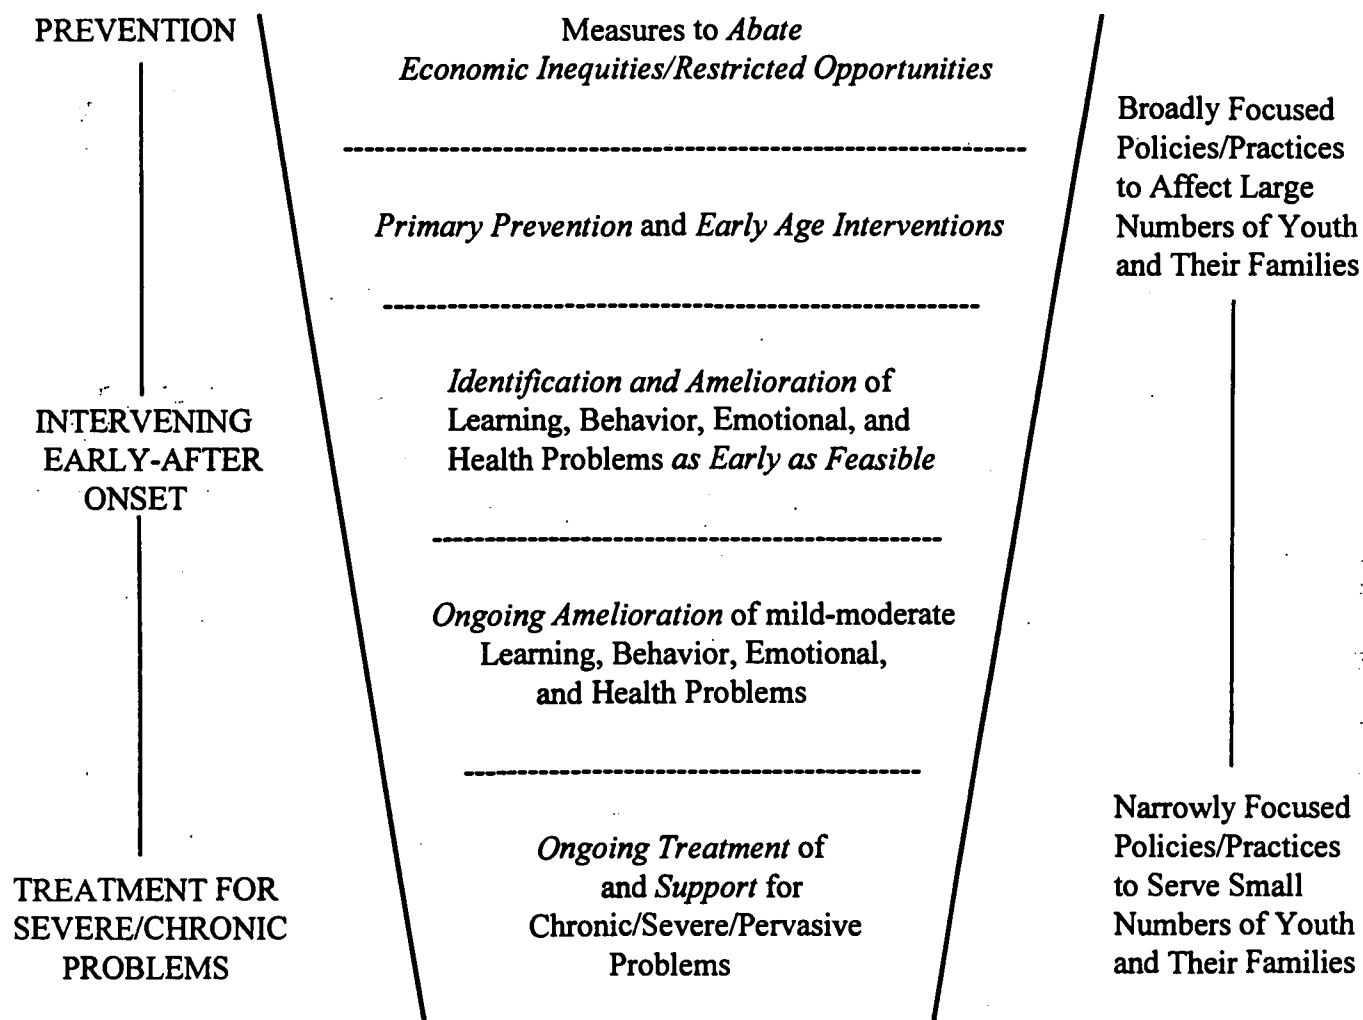 PREVENTION
Measures to Abate
Economic Inequities/Restricted Opportunities
Broadly Focused
Policies/Practices
to Affect Large
Numbers of Youth
and Their Families
Primary Prevention and Early Age Interventions
INTERVENING
EARLY-AFTER
ONSET
Identification and Amelioration of
Learning, Behavior, Emotional, and
Health Problems as Early as Feasible
Ongoing Amelioration of mild-moderate
Learning, Behavior, Emotional,
and Health Problems
TREATMENT FOR
SEVERE/CHRONIC
PROBLEMS
Ongoing Treatment of
and Support for
Chronic/Severe/Pervasive
Problems
Narrowly Focused
Policies/Practices
to Serve Small
Numbers of Youth
and Their Families